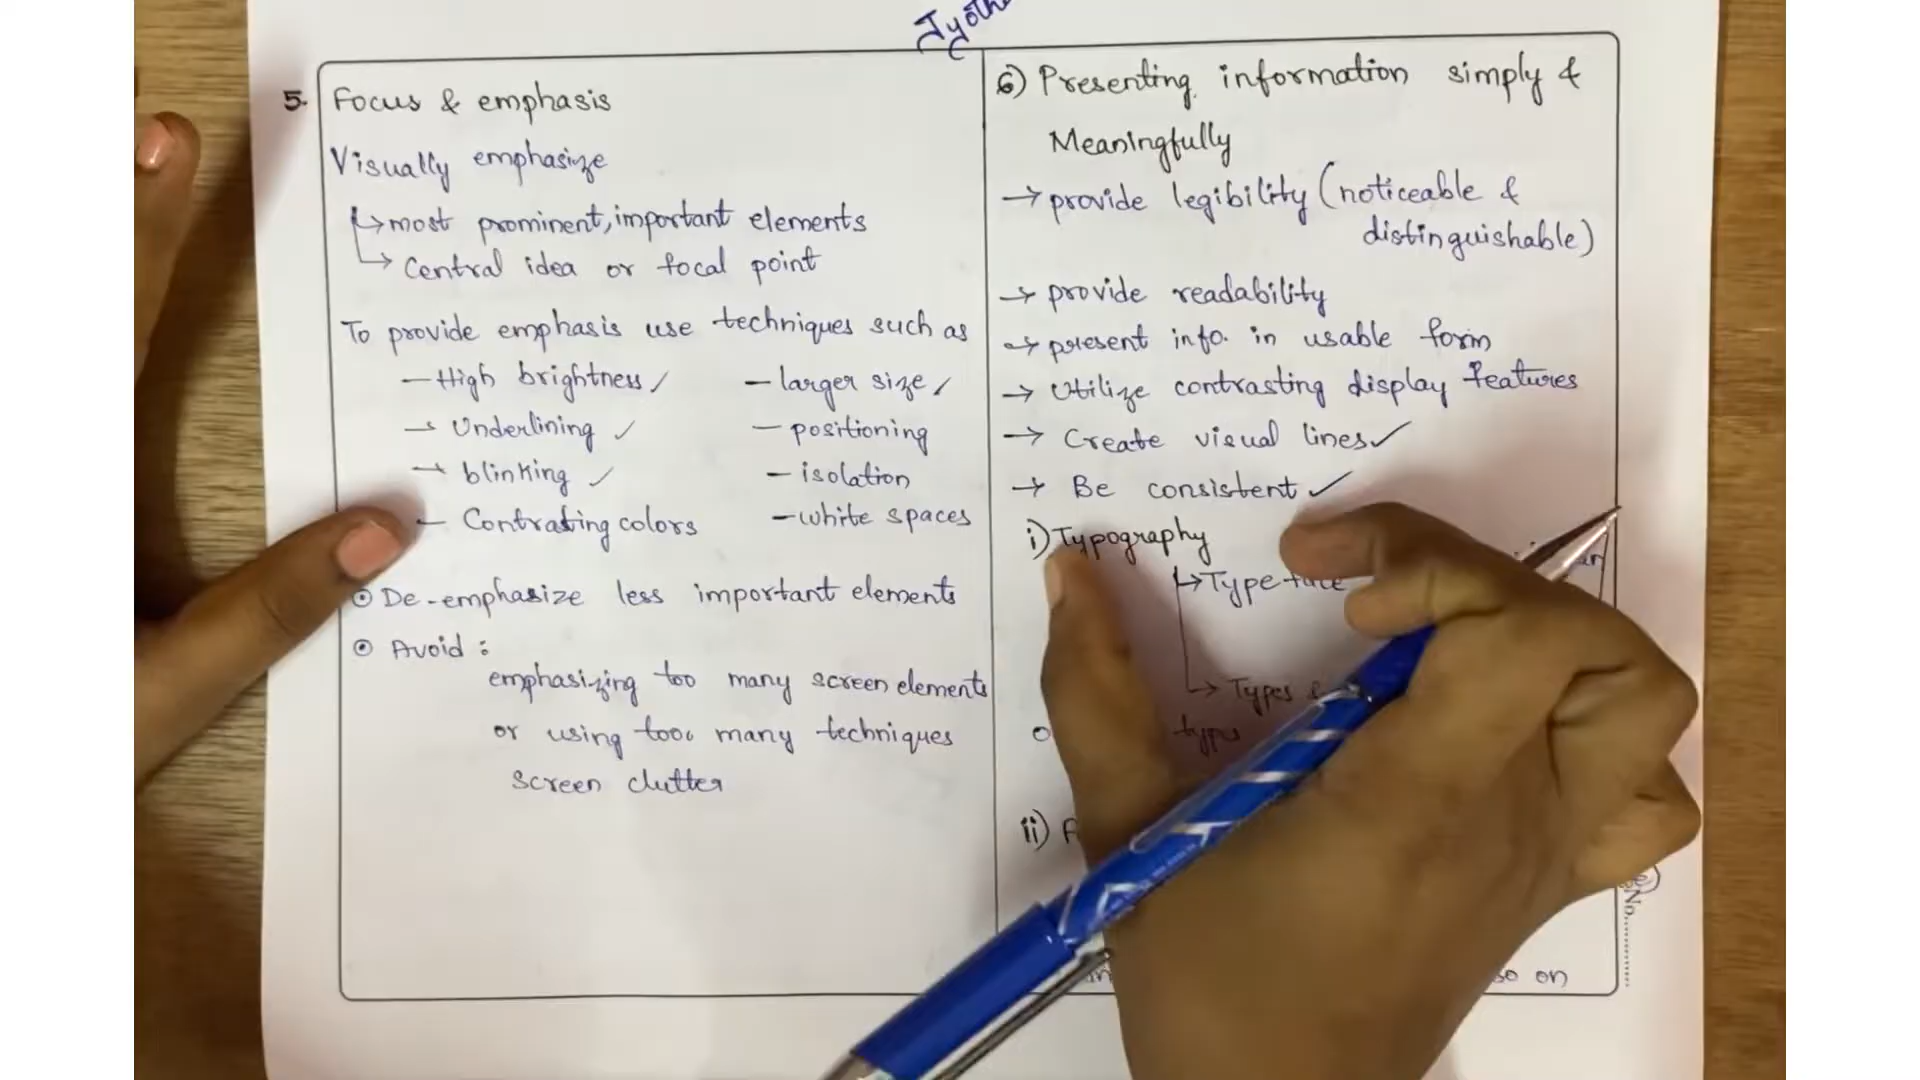 5. Focus & emphasis
Visually emphasize
↳ most prominent, important elements
↳ Central idea or focal point
To provide emphasis use techniques such as
- High brightness ✓ - larger size ✓
- Underlining ✓ - positioning
- blinking ✓ - isolation
- Contrating colors - white spaces
⊙ De-emphasize less important elements
⊙ Avoid :
emphasizing too many screen elements
or using too many techniques
screen clutter
6) Presenting information simply &
Meaningfully
→ provide legibility (noticeable &
distinguishable)
→ provide readability
→ present info. in usable form
→ Utilize contrasting display features
→ Create visual lines ✓
→ Be consistent ✓
i) Typography
↳ Type face
↳ Types
type
ii)
so on
No.